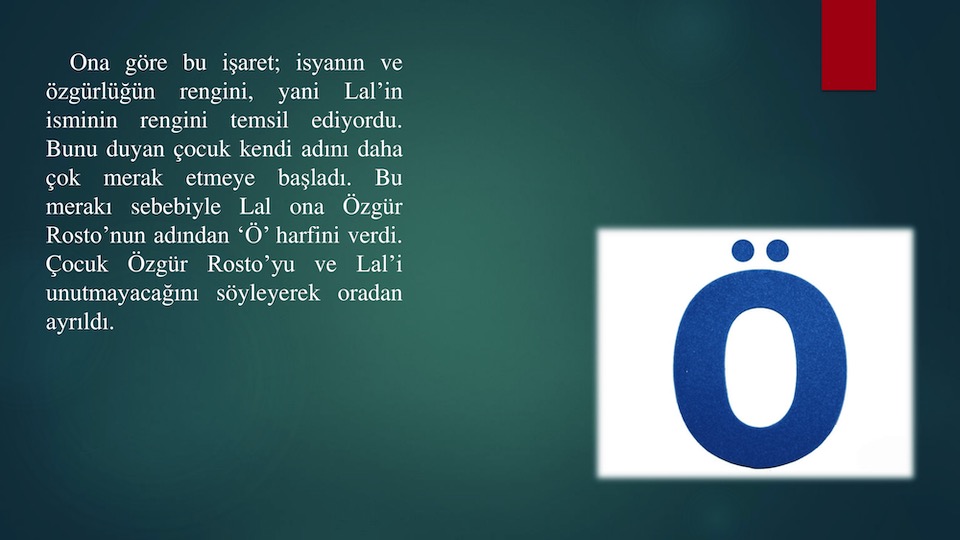 Ona göre bu işaret; isyanın ve
özgürlüğün rengini, yani Lal’in
isminin rengini temsil ediyordu.
Bunu duyan çocuk kendi adını daha
çok merak etmeye başladı. Bu
merakı sebebiyle Lal ona Özgür
Rosto’nun adından ‘Ö’ harfini verdi.
Çocuk Özgür Rosto’yu ve Lal’i
unutmayacağını söyleyerek oradan
ayrıldı.
Ö